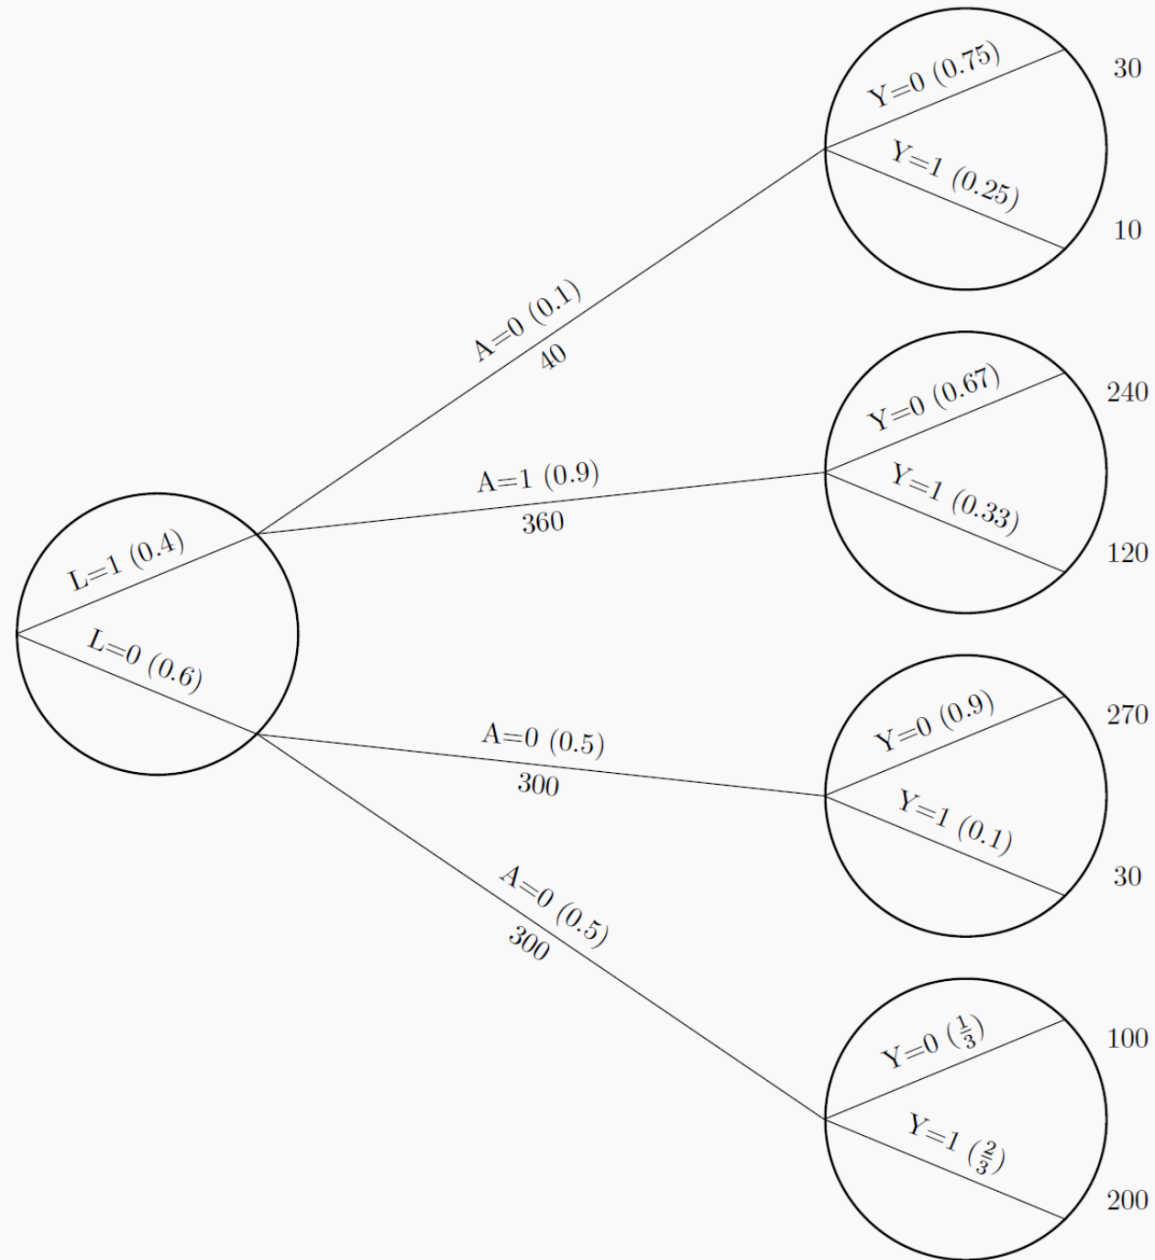 Y=0 (0.75)
30
Y=1 (0.25)
10
A=0 (0.1)
40
Y=0 (0.67)
240
A=1 (0.9)
360
Y=1 (0.33)
120
L=1 (0.4)
L=0 (0.6)
Y=0 (0.9)
270
A=0 (0.5)
300
Y=1 (0.1)
30
A=0 (0.5)
300
Y=0 (1/3)
100
Y=1 (2/3)
200